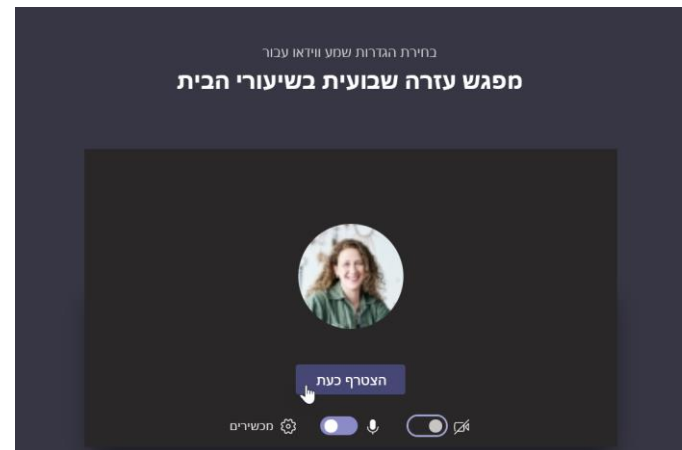 בחירת הגדרות שמע ווידאו עבור
מפגש עזרה שבועית בשיעורי הבית
הצטרף כעת
מכשירים